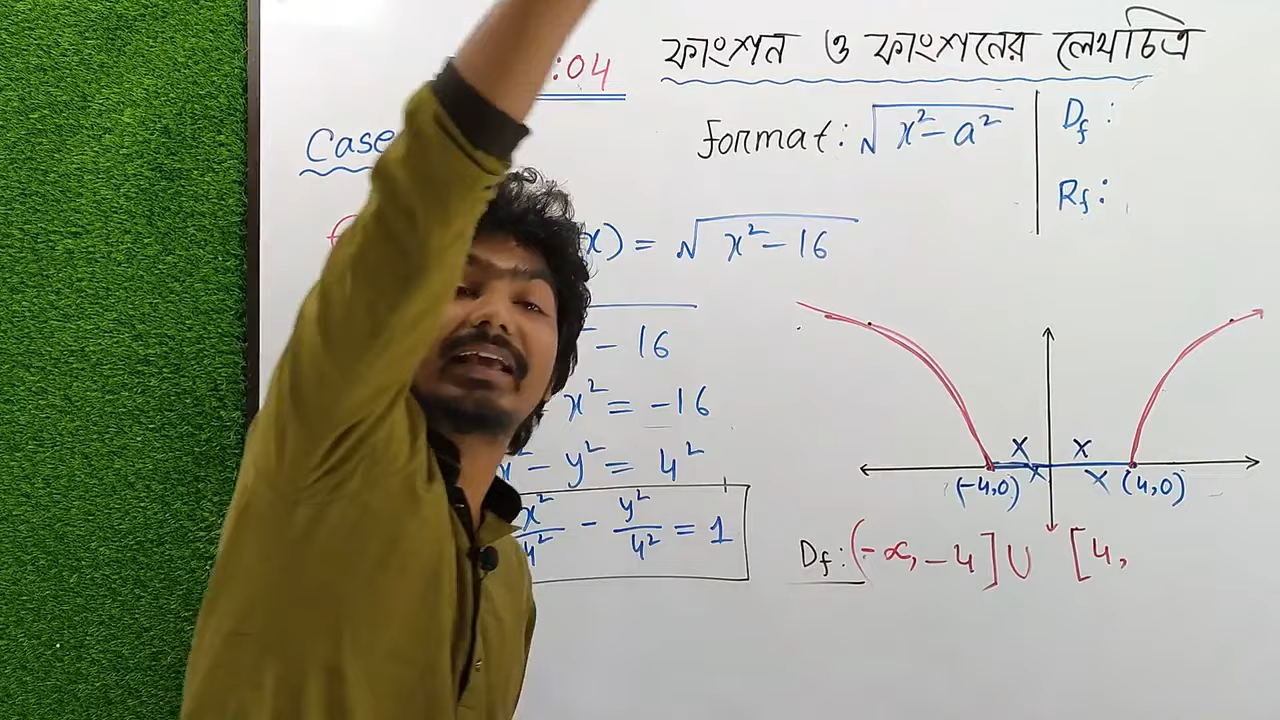 :04
ফাংশন ও ফাংশনের লেখচিত্র
Case
Format: √x²-a²
D_f :
R_f :
x) = √x²-16
- 16
x² = -16
x² - y² = 4²
x²/4² - y²/4² = 1
x x
x x
(-4,0) (4,0)
D_f: (-∝, -4] ∪ [4,